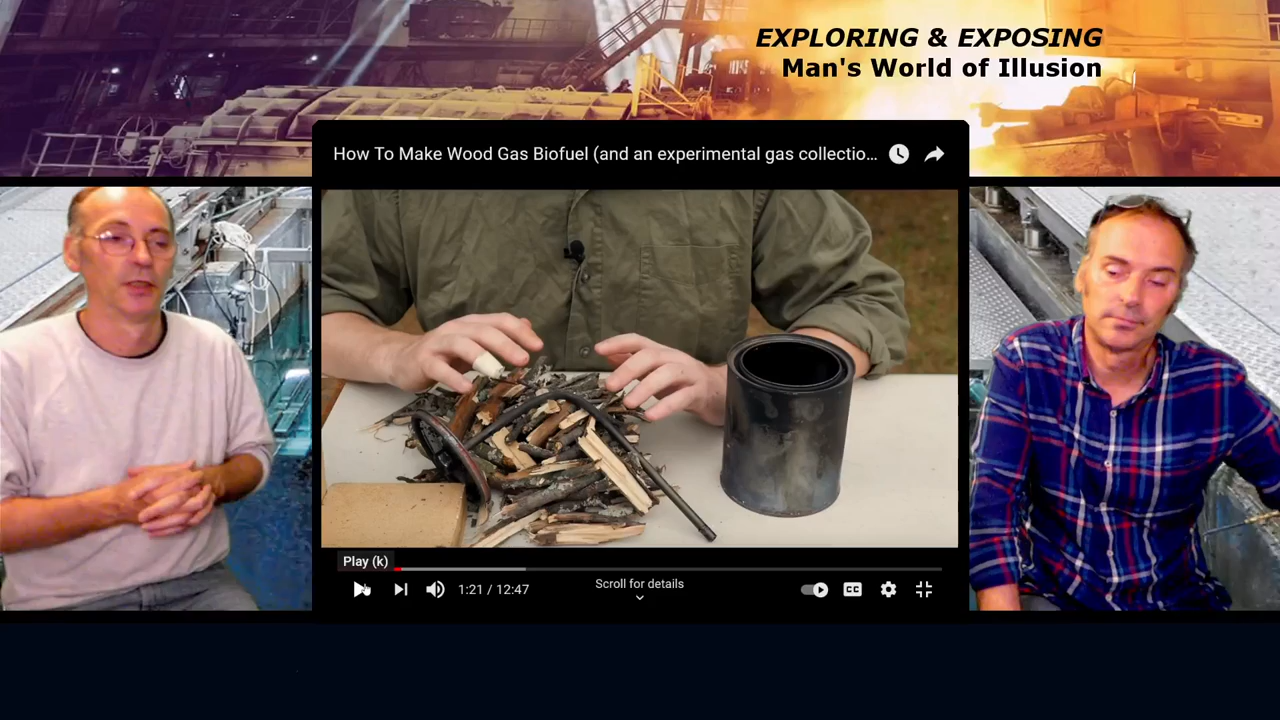 EXPLORING & EXPOSING
Man's World of Illusion
How To Make Wood Gas Biofuel (and an experimental gas collectio...
Play (k)
1:21 / 12:47
Scroll for details
CC